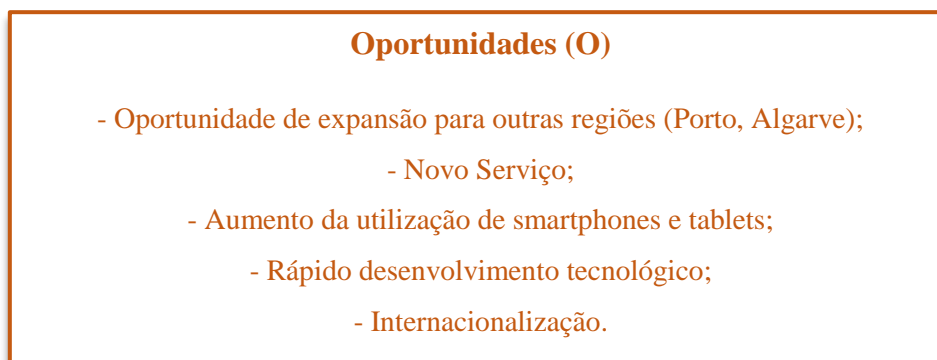 Oportunidades (O)
- Oportunidade de expansão para outras regiões (Porto, Algarve);
- Novo Serviço;
- Aumento da utilização de smartphones e tablets;
- Rápido desenvolvimento tecnológico;
- Internacionalização.